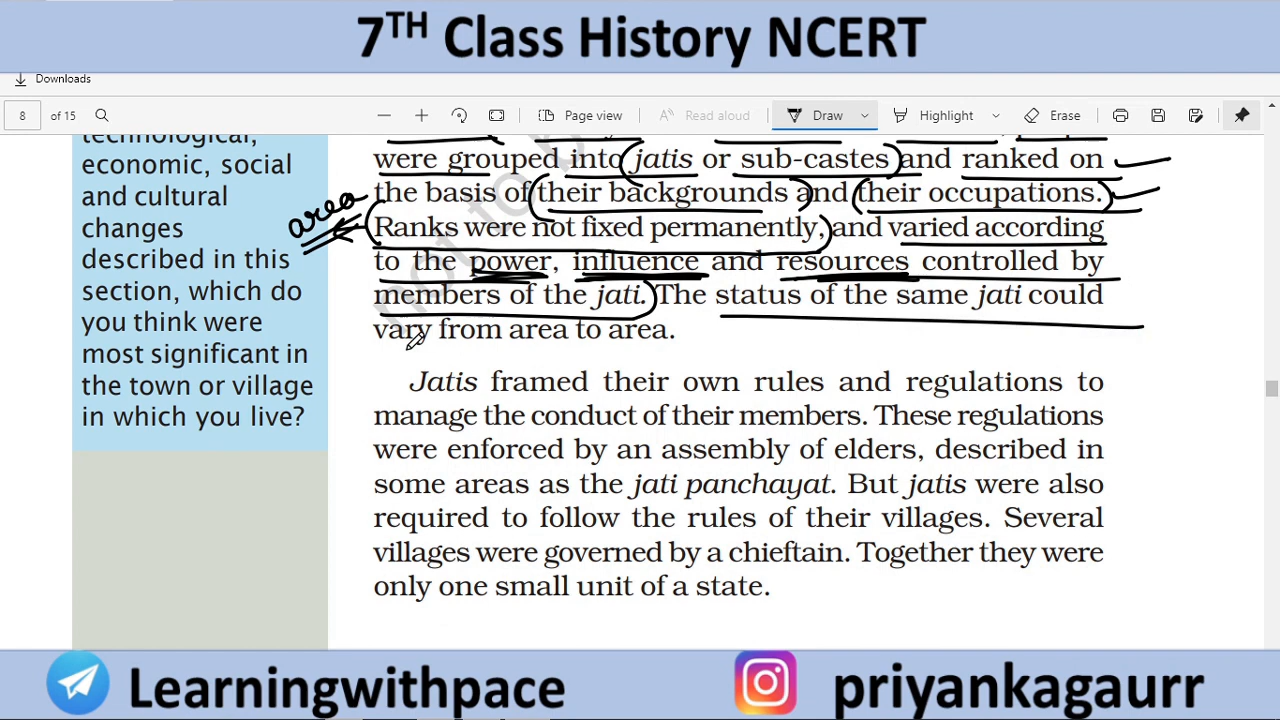 7TH Class History NCERT
Downloads
8 of 15 Page view Read aloud Draw Highlight Erase
technological,
economic, social
and cultural
changes
described in this
section, which do
you think were
most significant in
the town or village
in which you live?
area
were grouped into jatis or sub-castes and ranked on
the basis of their backgrounds and their occupations.
Ranks were not fixed permanently, and varied according
to the power, influence and resources controlled by
members of the jati. The status of the same jati could
vary from area to area.
Jatis framed their own rules and regulations to
manage the conduct of their members. These regulations
were enforced by an assembly of elders, described in
some areas as the jati panchayat. But jatis were also
required to follow the rules of their villages. Several
villages were governed by a chieftain. Together they were
only one small unit of a state.
not to b
Learningwithpace priyankagaurr